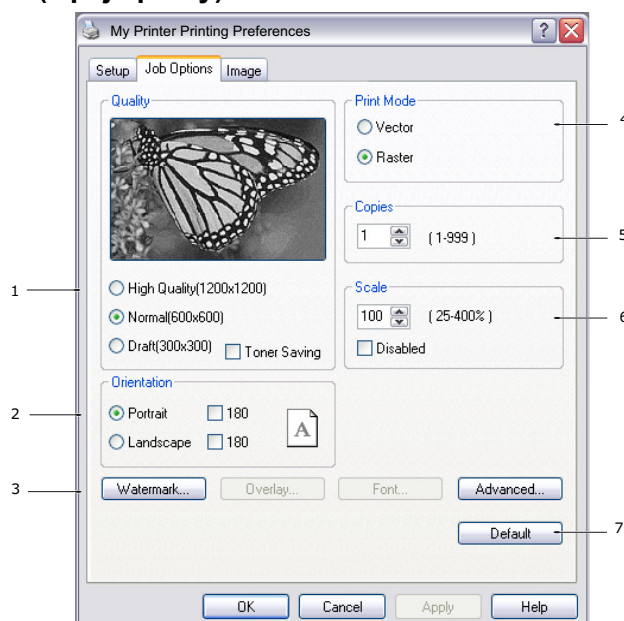 My Printer Printing Preferences
Setup Job Options Image
Quality
High Quality(1200x1200)
Normal(600x600)
Draft(300x300) Toner Saving
Orientation
Portrait 180
Landscape 180
A
Print Mode
Vector
Raster
Copies
1 (1-999)
Scale
100 (25-400%)
Disabled
Watermark... Overlay... Font... Advanced...
Default
OK Cancel Apply Help
1
2
3
4
5
6
7